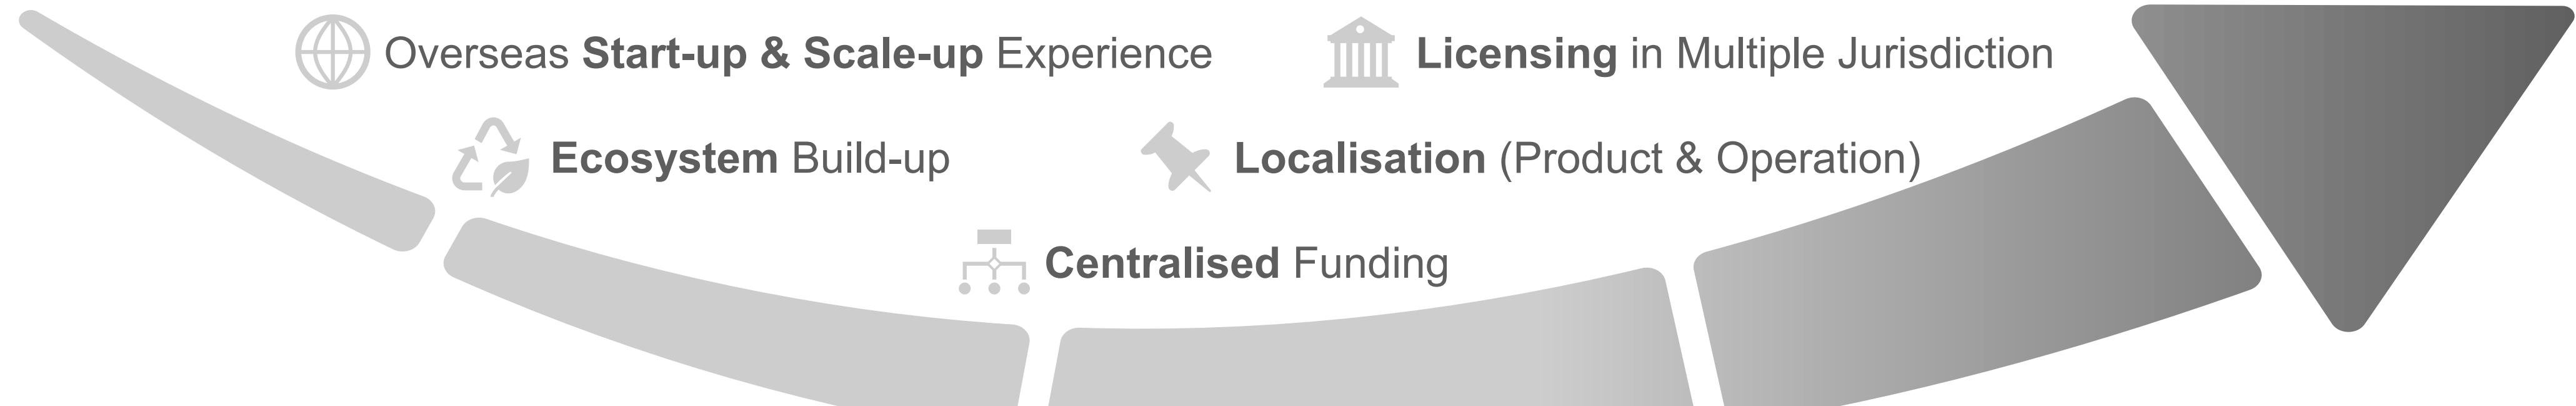 Overseas Start-up & Scale-up Experience
Licensing in Multiple Jurisdiction
Ecosystem Build-up
Localisation (Product & Operation)
Centralised Funding